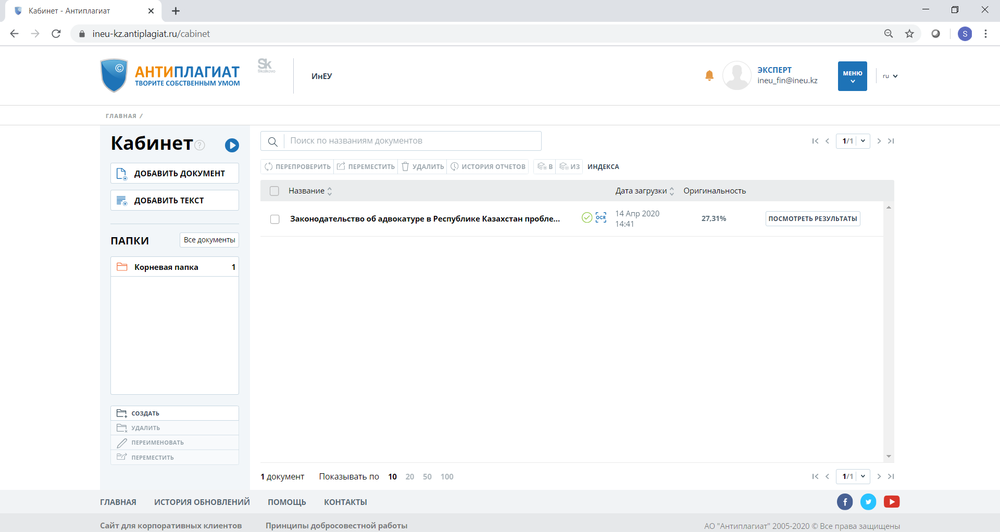 Кабинет - Антиплагиат
ineu-kz.antiplagiat.ru/cabinet
S
©
АНТИПЛАГИАТ
ТВОРИТЕ СОБСТВЕННЫМ УМОМ
Sk
Skolkovo
ИнЕУ
ЭКСПЕРТ
ineu_fin@ineu.kz
МЕНЮ
ru
ГЛАВНАЯ /
Кабинет ?
ДОБАВИТЬ ДОКУМЕНТ
ДОБАВИТЬ ТЕКСТ
ПАПКИ
Все документы
Корневая папка 1
СОЗДАТЬ
УДАЛИТЬ
ПЕРЕИМЕНОВАТЬ
ПЕРЕМЕСТИТЬ
Поиск по названиям документов
1/1
ПЕРЕПРОВЕРИТЬ ПЕРЕМЕСТИТЬ УДАЛИТЬ ИСТОРИЯ ОТЧЕТОВ В ИЗ ИНДЕКСА
Название Дата загрузки Оригинальность
Законодательство об адвокатуре в Республике Казахстан пробле... OCR 14 Апр 2020 27,31% ПОСМОТРЕТЬ РЕЗУЛЬТАТЫ
14:41
1 документ Показывать по 10 20 50 100 1/1
ГЛАВНАЯ ИСТОРИЯ ОБНОВЛЕНИЙ ПОМОЩЬ КОНТАКТЫ
Сайт для корпоративных клиентов Принципы добросовестной работы АО "Антиплагиат" 2005-2020 © Все права защищены